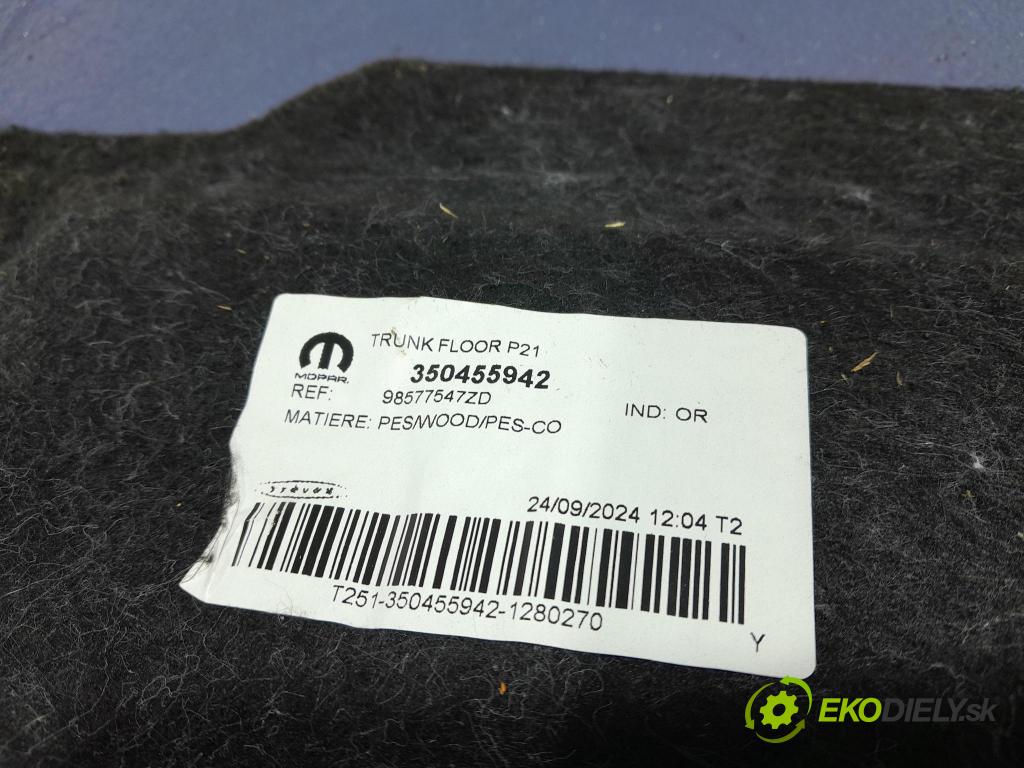 TRUNK FLOOR P21
MOPAR.
350455942
REF: 98577547ZD
IND: OR
MATIERE: PES/WOOD/PES-CO
24/09/2024 12:04 T2
T251-350455942-1280270
Y
EKODIELY.sk